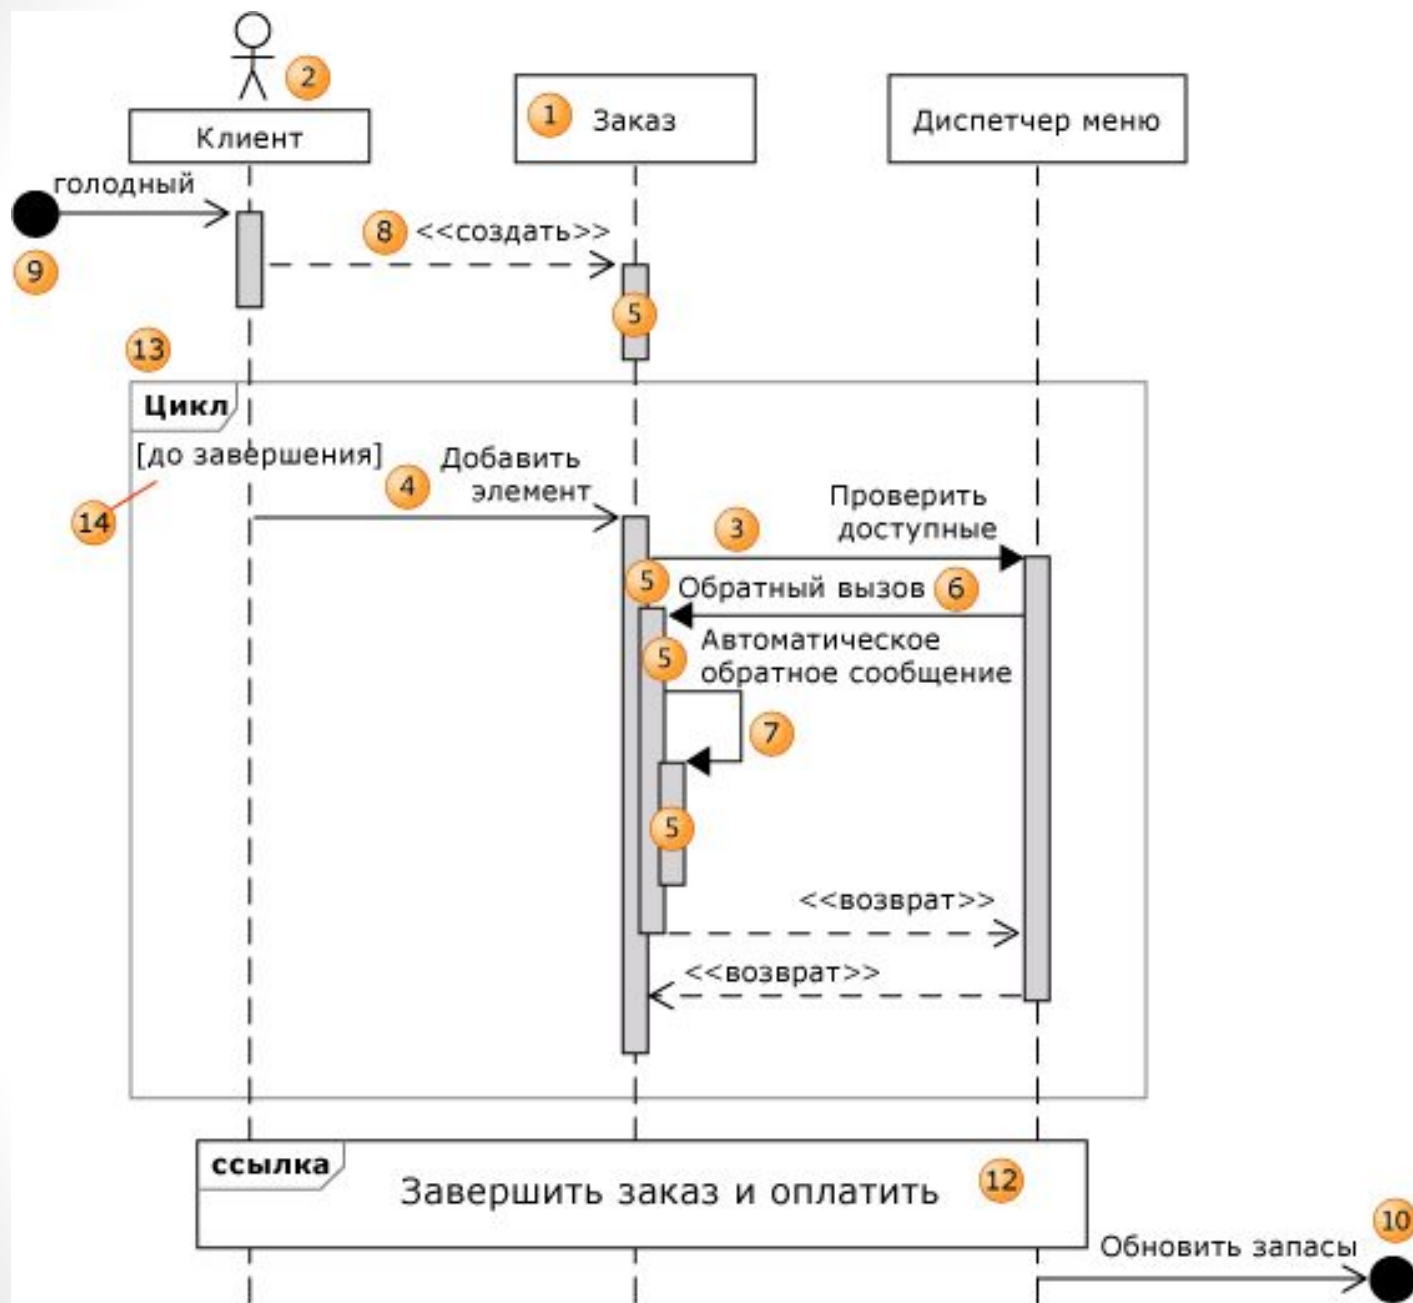 2
1
Заказ
Диспетчер меню
Клиент
голодный
8
<<создать>>
9
5
13
Цикл
[до завершения]
14
4
Добавить
элемент
3
Проверить
доступные
5
Обратный вызов
6
5
Автоматическое
обратное сообщение
7
5
<<возврат>>
<<возврат>>
ссылка
Завершить заказ и оплатить
12
10
Обновить запасы